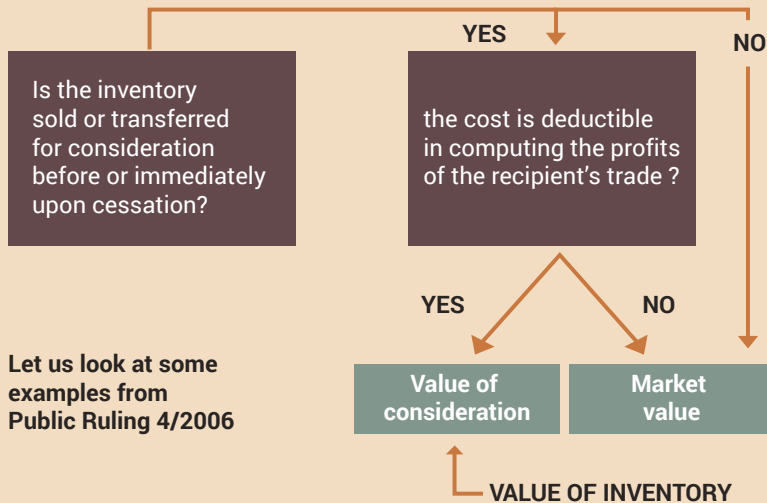 YES
NO
Is the inventory
sold or transferred
for consideration
before or immediately
upon cessation?
the cost is deductible
in computing the profits
of the recipient's trade ?
YES
NO
Let us look at some
examples from
Public Ruling 4/2006
Value of
consideration
Market
value
VALUE OF INVENTORY